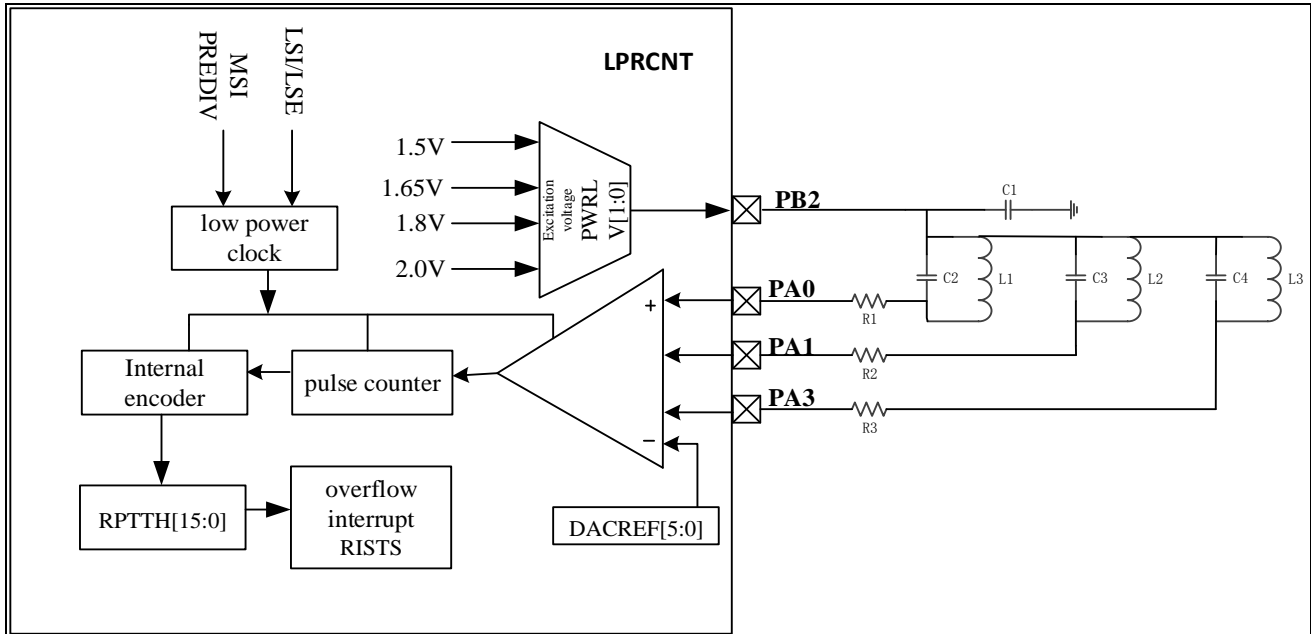 LPRCNT
MSI
PREDIV
LSI/LSE
low power
clock
1.5V
1.65V
1.8V
2.0V
Excitation
voltage
PWRL
V[1:0]
PB2
C1
C2
L1
C3
L2
C4
L3
PA0
R1
PA1
R2
PA3
R3
+
−
Internal
encoder
pulse counter
RPTTH[15:0]
overflow
interrupt
RISTS
DACREF[5:0]